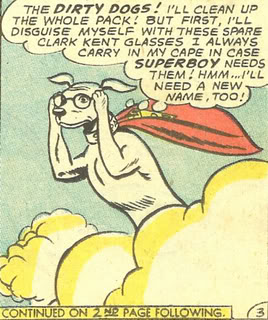 THE DIRTY DOGS! I'LL CLEAN UP
THE WHOLE PACK! BUT FIRST, I'LL
DISGUISE MYSELF WITH THESE SPARE
CLARK KENT GLASSES I ALWAYS
CARRY IN MY CAPE IN CASE
SUPERBOY NEEDS
THEM! HMM...I'LL
NEED A NEW
NAME, TOO!
CONTINUED ON 2ND PAGE FOLLOWING.
3